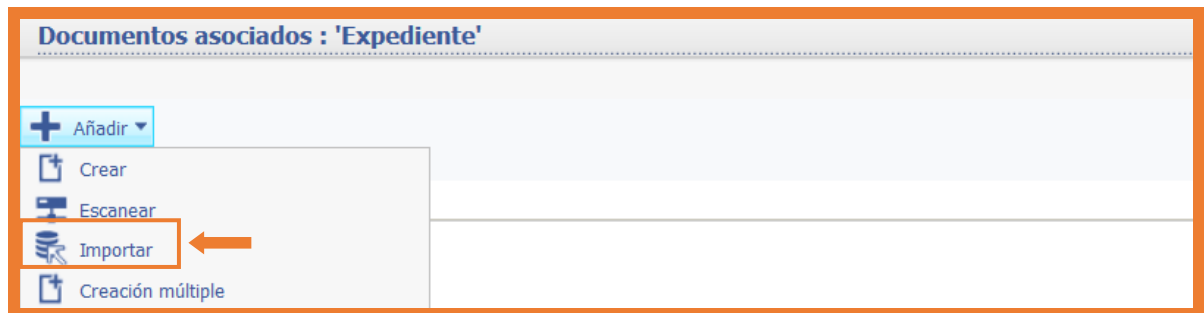 Documentos asociados : 'Expediente'
Añadir
Crear
Escanear
Importar
Creación múltiple